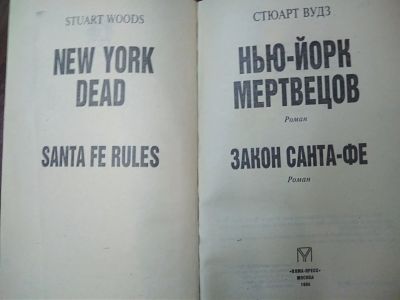 STUART WOODS
NEW YORK
DEAD
SANTA FE RULES
СТЮАРТ ВУДЗ
НЬЮ-ЙОРК
МЕРТВЕЦОВ
Роман
ЗАКОН САНТА-ФЕ
Роман
МОСКВА